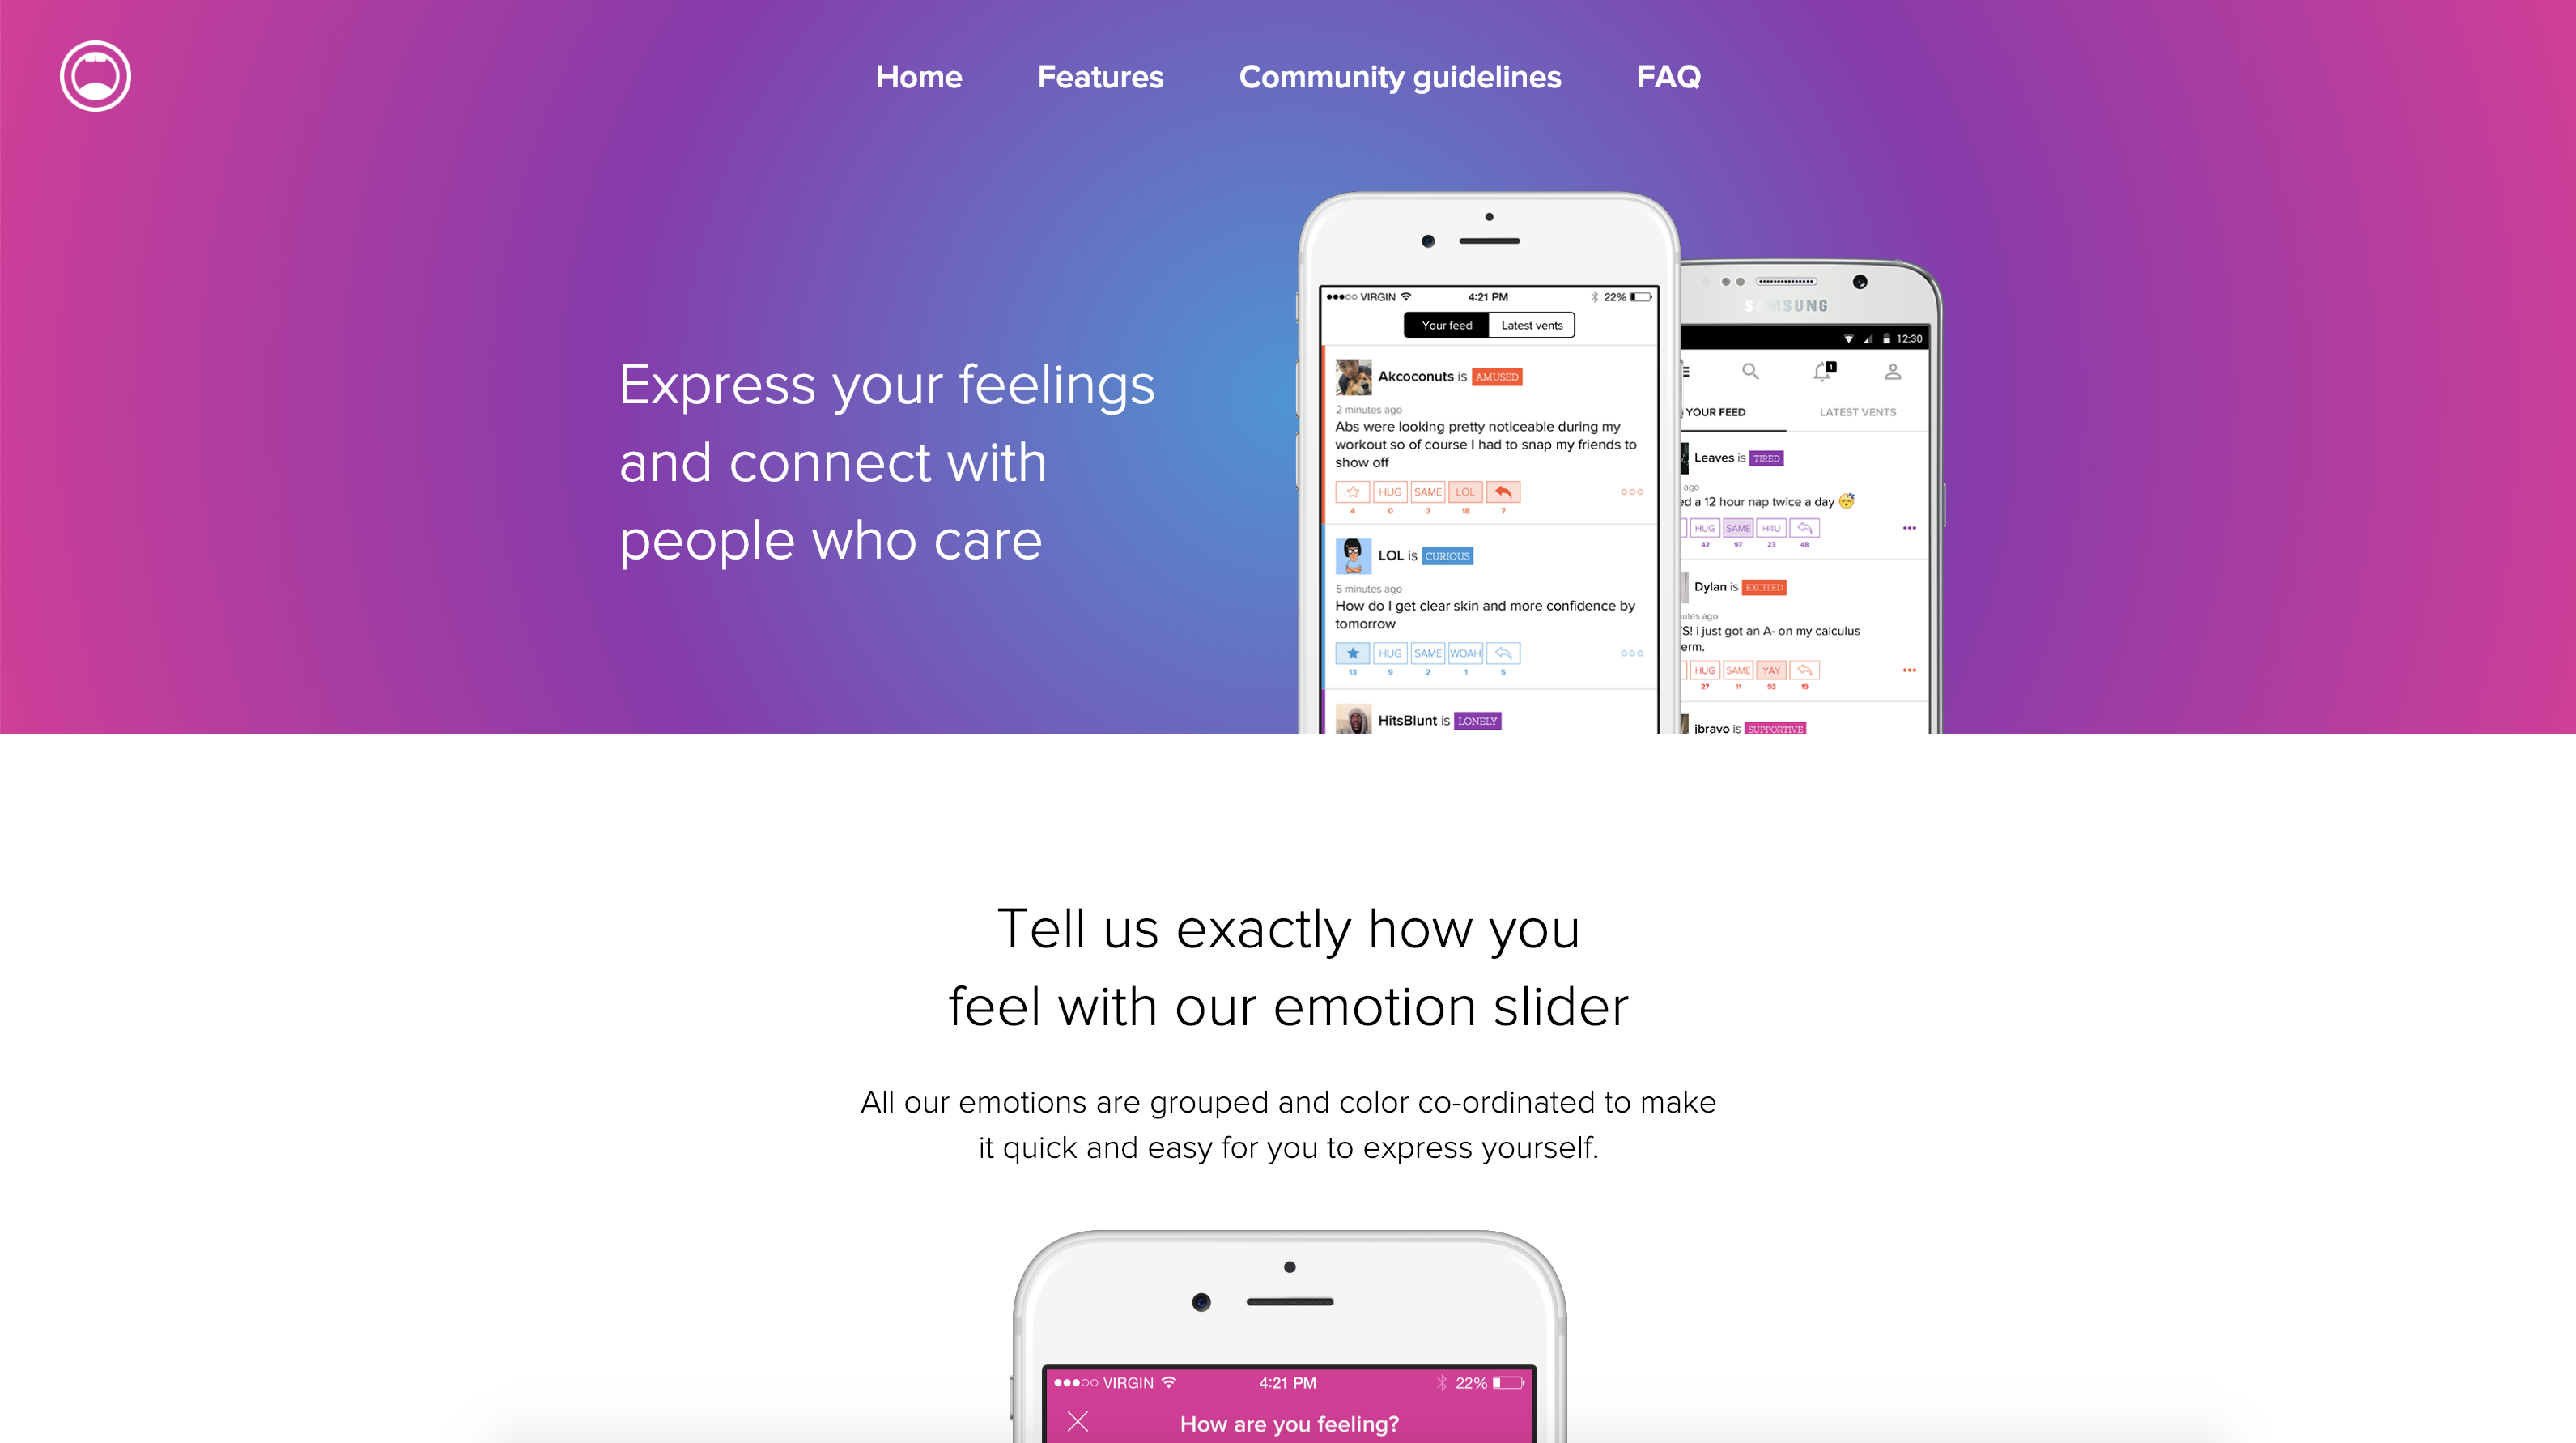 Home Features Community guidelines FAQ
Express your feelings
and connect with
people who care
VIRGIN 4:21 PM 22%
Your feed Latest vents
Akcoconuts is AMUSED
2 minutes ago
Abs were looking pretty noticeable during my
workout so of course I had to snap my friends to
show off
HUG SAME LOL
4 0 3 18 7
LOL is CURIOUS
5 minutes ago
How do I get clear skin and more confidence by
tomorrow
HUG SAME WOAH
13 9 2 1 5
HitsBlunt is LONELY
SAMSUNG
12:30
1
YOUR FEED LATEST VENTS
Leaves is TIRED
ago
a 12 hour nap twice a day 😴
HUG SAME H4U
42 97 23 48
Dylan is EXCITED
ago
S! i just got an A- on my calculus
erm.
HUG SAME YAY
27 11 93 19
jbravo is SUPPORTIVE
Tell us exactly how you
feel with our emotion slider
All our emotions are grouped and color co-ordinated to make
it quick and easy for you to express yourself.
VIRGIN 4:21 PM 22%
How are you feeling?